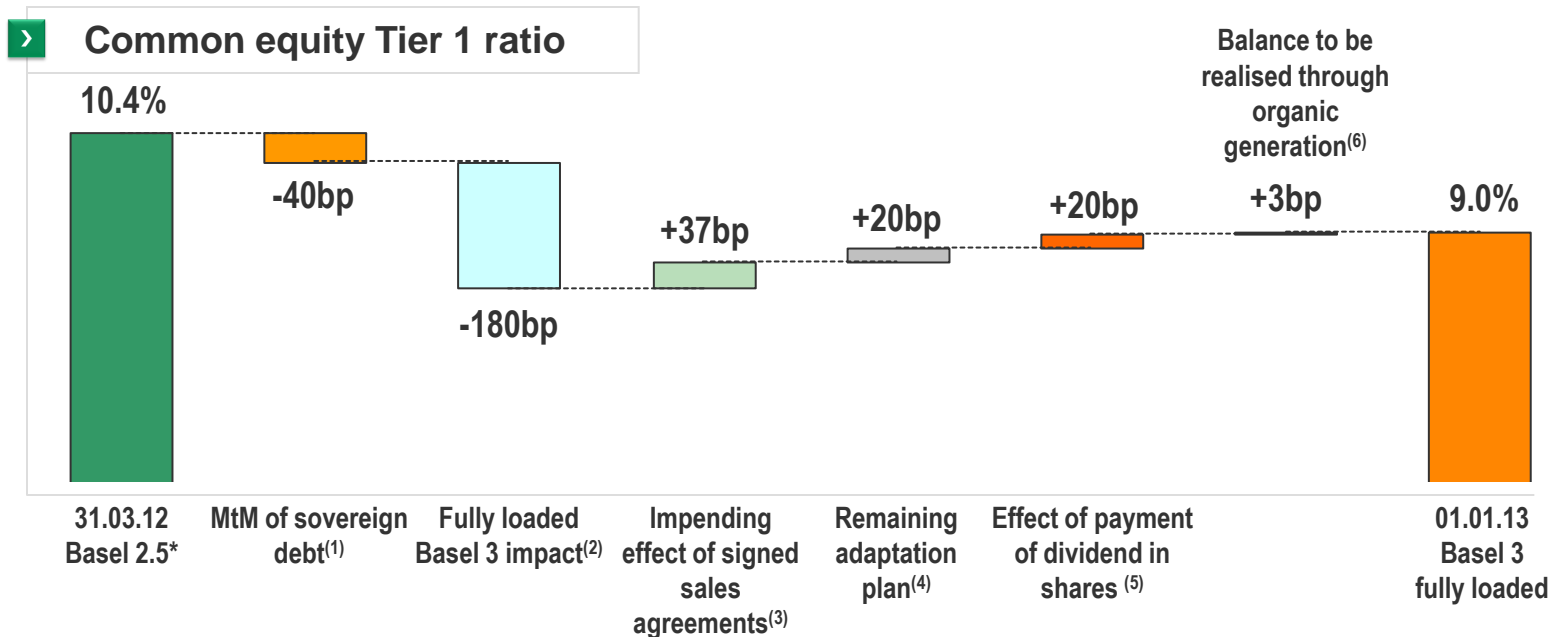 Common equity Tier 1 ratio
10.4%
-40bp
-180bp
+37bp
+20bp
+20bp
Balance to be
realised through
organic
generation(6)
+3bp
9.0%
31.03.12
Basel 2.5*
MtM of sovereign
debt(1)
Fully loaded
Basel 3 impact(2)
Impending
effect of signed
sales
agreements(3)
Remaining
adaptation
plan(4)
Effect of payment
of dividend in
shares (5)
01.01.13
Basel 3
fully loaded